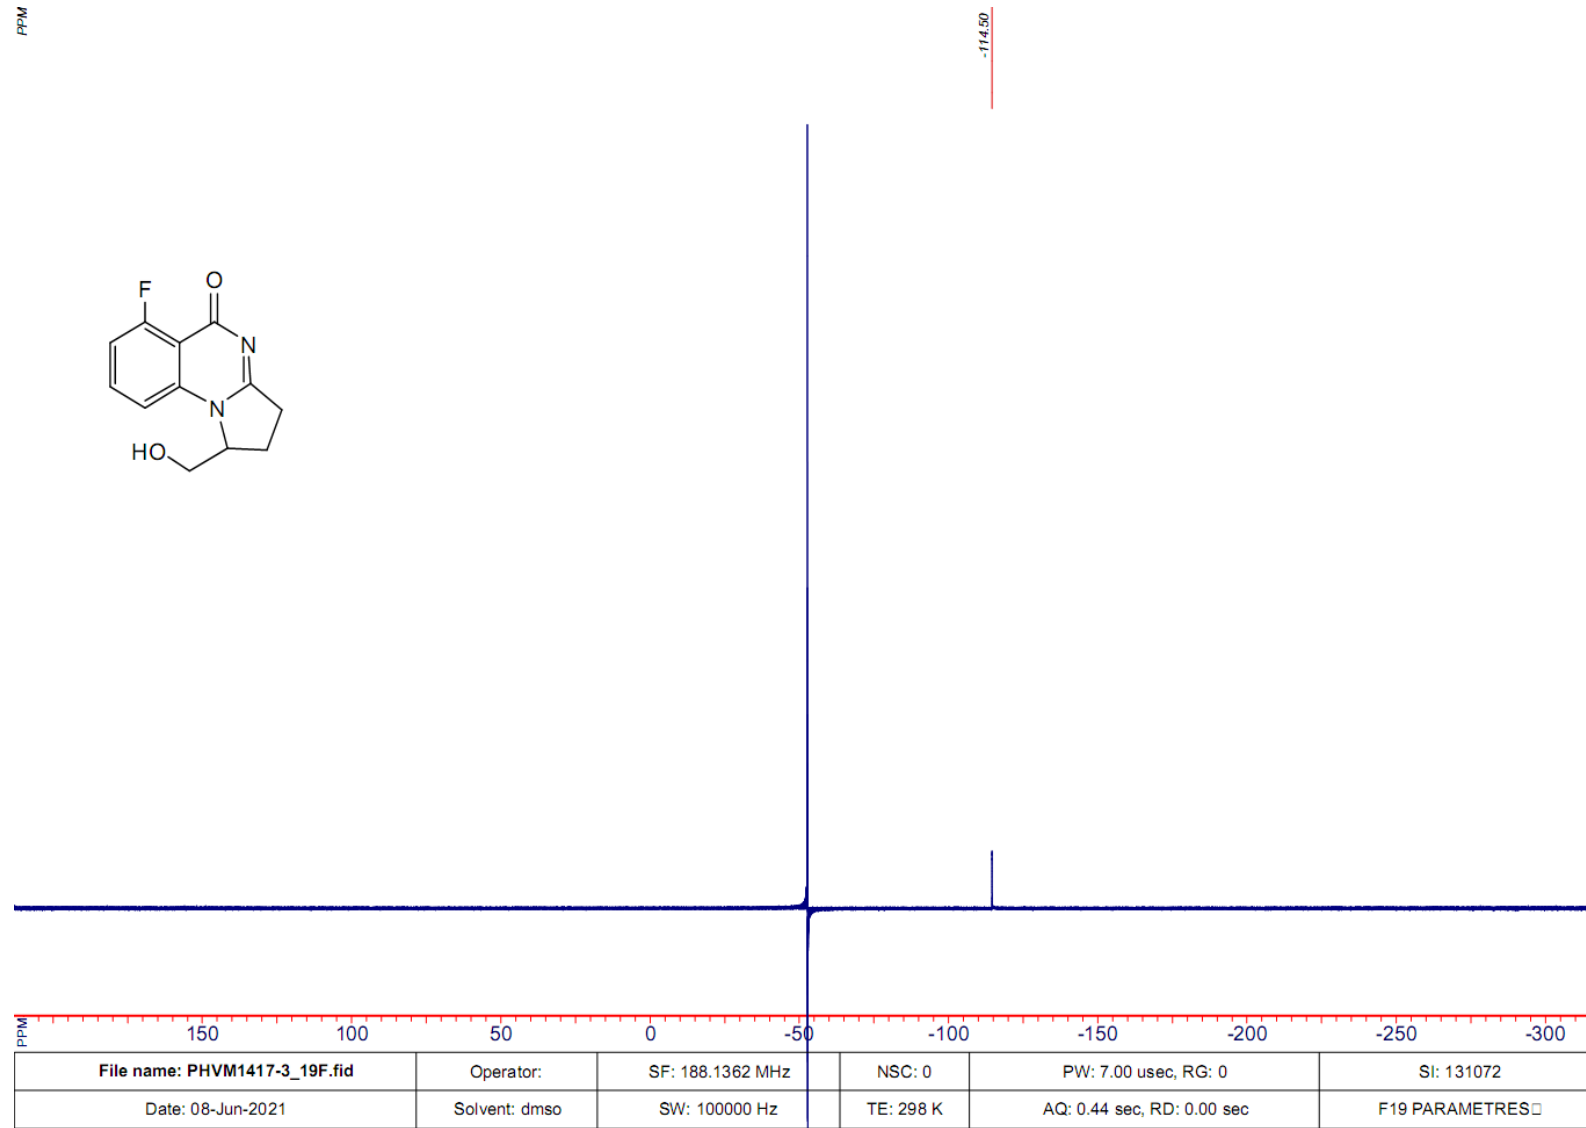 PPM
-114.50
F
O
N
N
HO
PPM
150 100 50 0 -50 -100 -150 -200 -250 -300
File name: PHVM1417-3_19F.fid Operator: SF: 188.1362 MHz NSC: 0 PW: 7.00 usec, RG: 0 SI: 131072
Date: 08-Jun-2021 Solvent: dmso SW: 100000 Hz TE: 298 K AQ: 0.44 sec, RD: 0.00 sec F19 PARAMETRES□